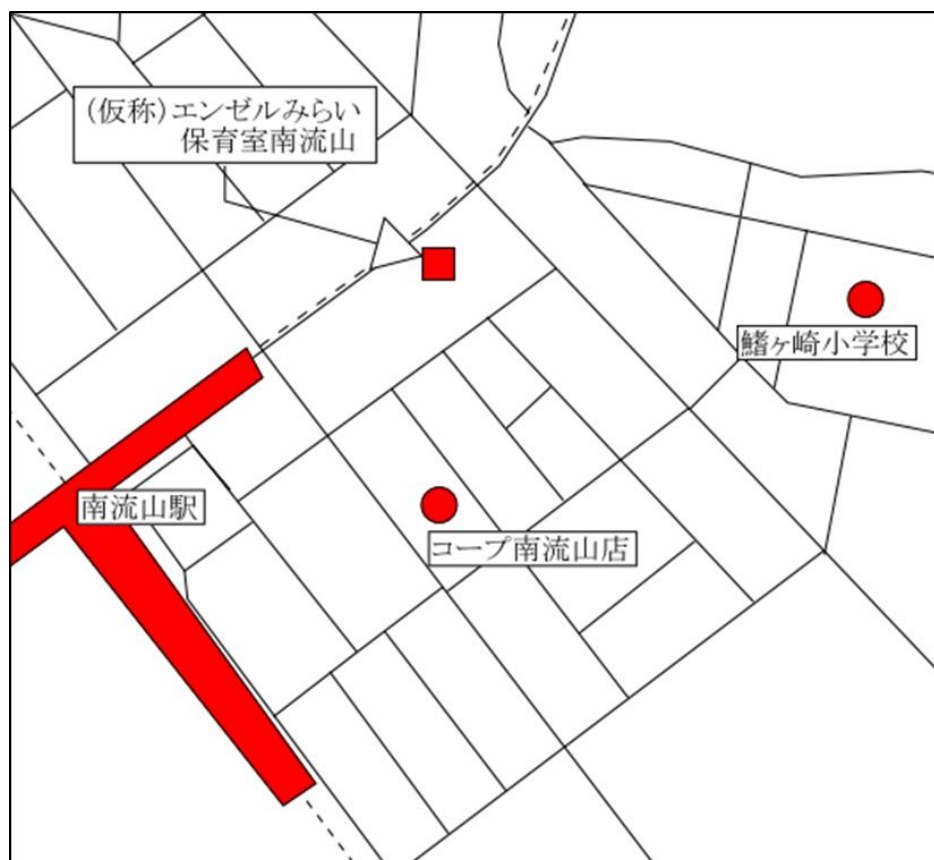 (仮称)エンゼルみらい
保育室南流山
鰭ヶ崎小学校
南流山駅
コープ南流山店